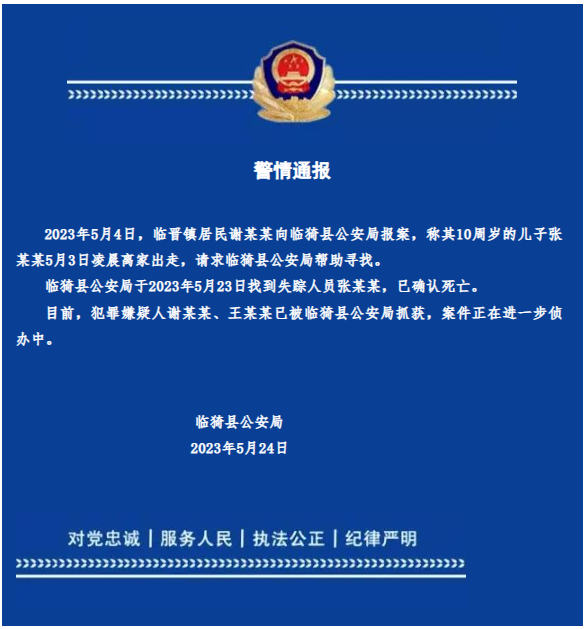 警情通报
2023年5月4日，临晋镇居民谢某某向临猗县公安局报案，称其10周岁的儿子张
某某5月3日凌晨离家出走，请求临猗县公安局帮助寻找。
临猗县公安局于2023年5月23日找到失踪人员张某某，已确认死亡。
目前，犯罪嫌疑人谢某某、王某某已被临猗县公安局抓获，案件正在进一步侦
办中。
临猗县公安局
2023年5月24日
对党忠诚｜服务人民｜执法公正｜纪律严明